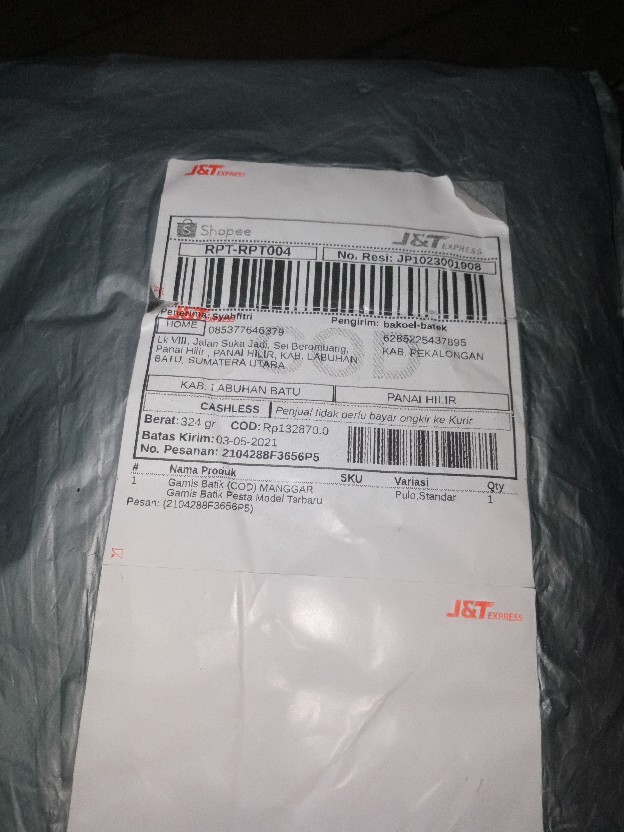 J&T EXPRESS
Shopee
J&T EXPRESS
RPT-RPT004
No. Resi: JP1023001908
Penerima: Syahfitri
Pengirim: bakoel-batek
J&T
HOME
085377646379
6285225437895
Lk VIII, Jalan Suka Jadi, Sei Berombang,
KAB. PEKALONGAN
Panai Hilir , PANAI HILIR, KAB. LABUHAN
BATU, SUMATERA UTARA
COD
KAB. LABUHAN BATU
PANAI HILIR
CASHLESS
Penjual tidak perlu bayar ongkir ke Kurir
Berat: 324 gr COD: Rp132870.0
Batas Kirim: 03-05-2021
No. Pesanan: 2104288F3656P5
# Nama Produk SKU Variasi Qty
1 Gamis Batik (COD) MANGGAR Pulo,Standar 1
Gamis Batik Pesta Model Terbaru
Pesan: (2104288F3656P5)
J&T EXPRESS